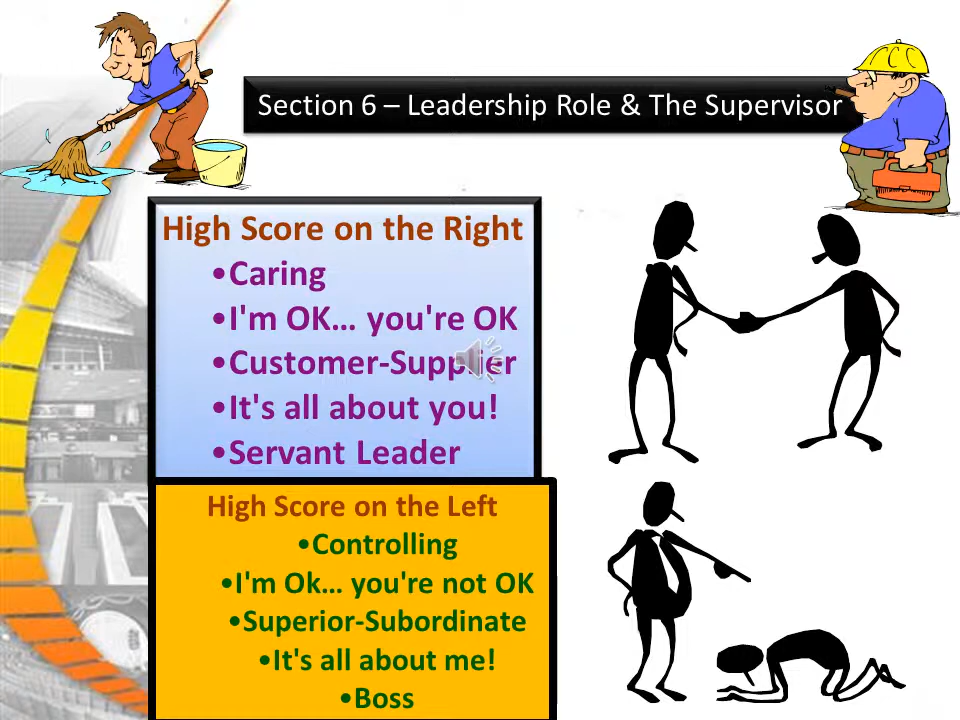 Section 6 – Leadership Role & The Supervisor
High Score on the Right
•Caring
•I'm OK… you're OK
•Customer-Supplier
•It's all about you!
•Servant Leader
High Score on the Left
•Controlling
•I'm Ok… you're not OK
•Superior-Subordinate
•It's all about me!
•Boss